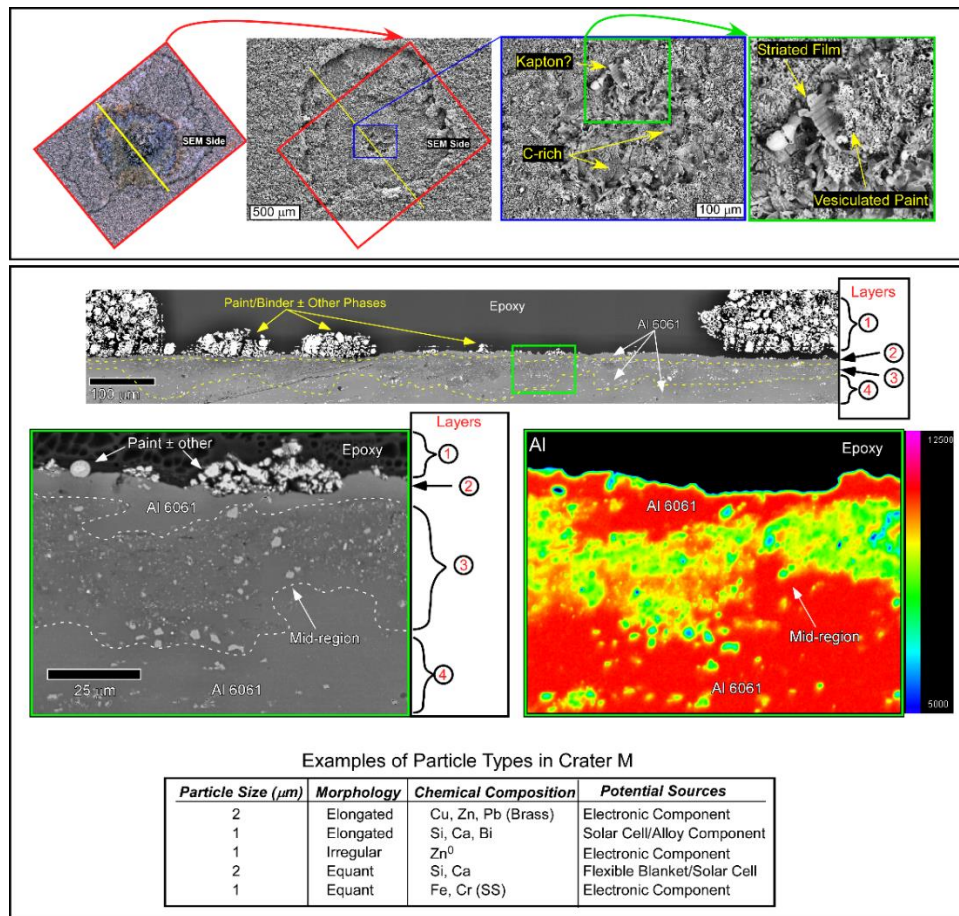 SEM Side
SEM Side
500 μm
Kapton?
C-rich
100 μm
Striated Film
Vesiculated Paint
Paint/Binder ± Other Phases
Epoxy
Al 6061
100 μm
Layers
1
2
3
4
Paint ± other
Epoxy
Al 6061
Mid-region
25 μm
Al 6061
Layers
1
2
3
4
Al
Epoxy
Al 6061
Mid-region
Al 6061
12500
5000
Examples of Particle Types in Crater M
Particle Size (μm) Morphology Chemical Composition Potential Sources
2 Elongated Cu, Zn, Pb (Brass) Electronic Component
1 Elongated Si, Ca, Bi Solar Cell/Alloy Component
1 Irregular Zn⁰ Electronic Component
2 Equant Si, Ca Flexible Blanket/Solar Cell
1 Equant Fe, Cr (SS) Electronic Component